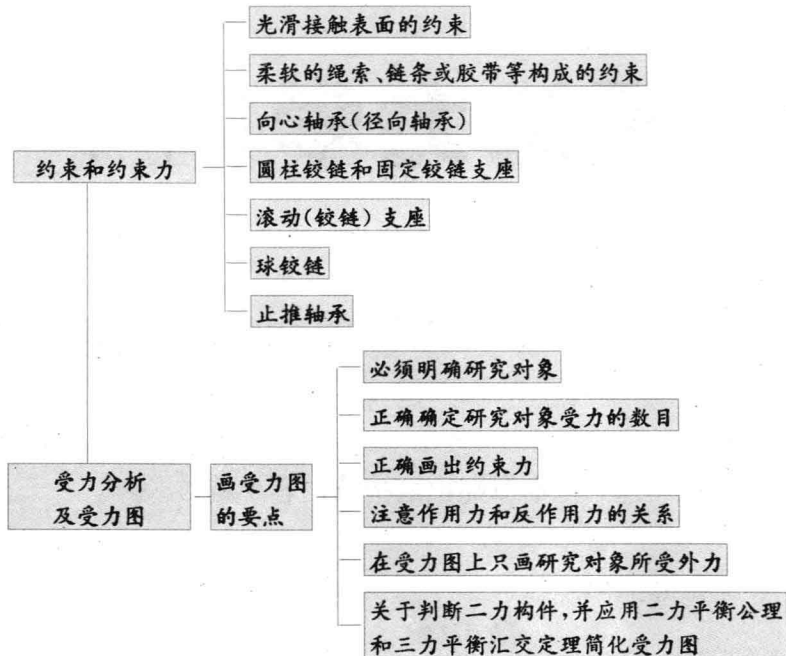 光滑接触表面的约束
柔软的绳索、链条或胶带等构成的约束
向心轴承(径向轴承)
约束和约束力
圆柱铰链和固定铰链支座
滚动(铰链)支座
球铰链
止推轴承
必须明确研究对象
正确确定研究对象受力的数目
正确画出约束力
受力分析
及受力图
画受力图
的要点
注意作用力和反作用力的关系
在受力图上只画研究对象所受外力
关于判断二力构件,并应用二力平衡公理
和三力平衡汇交定理简化受力图